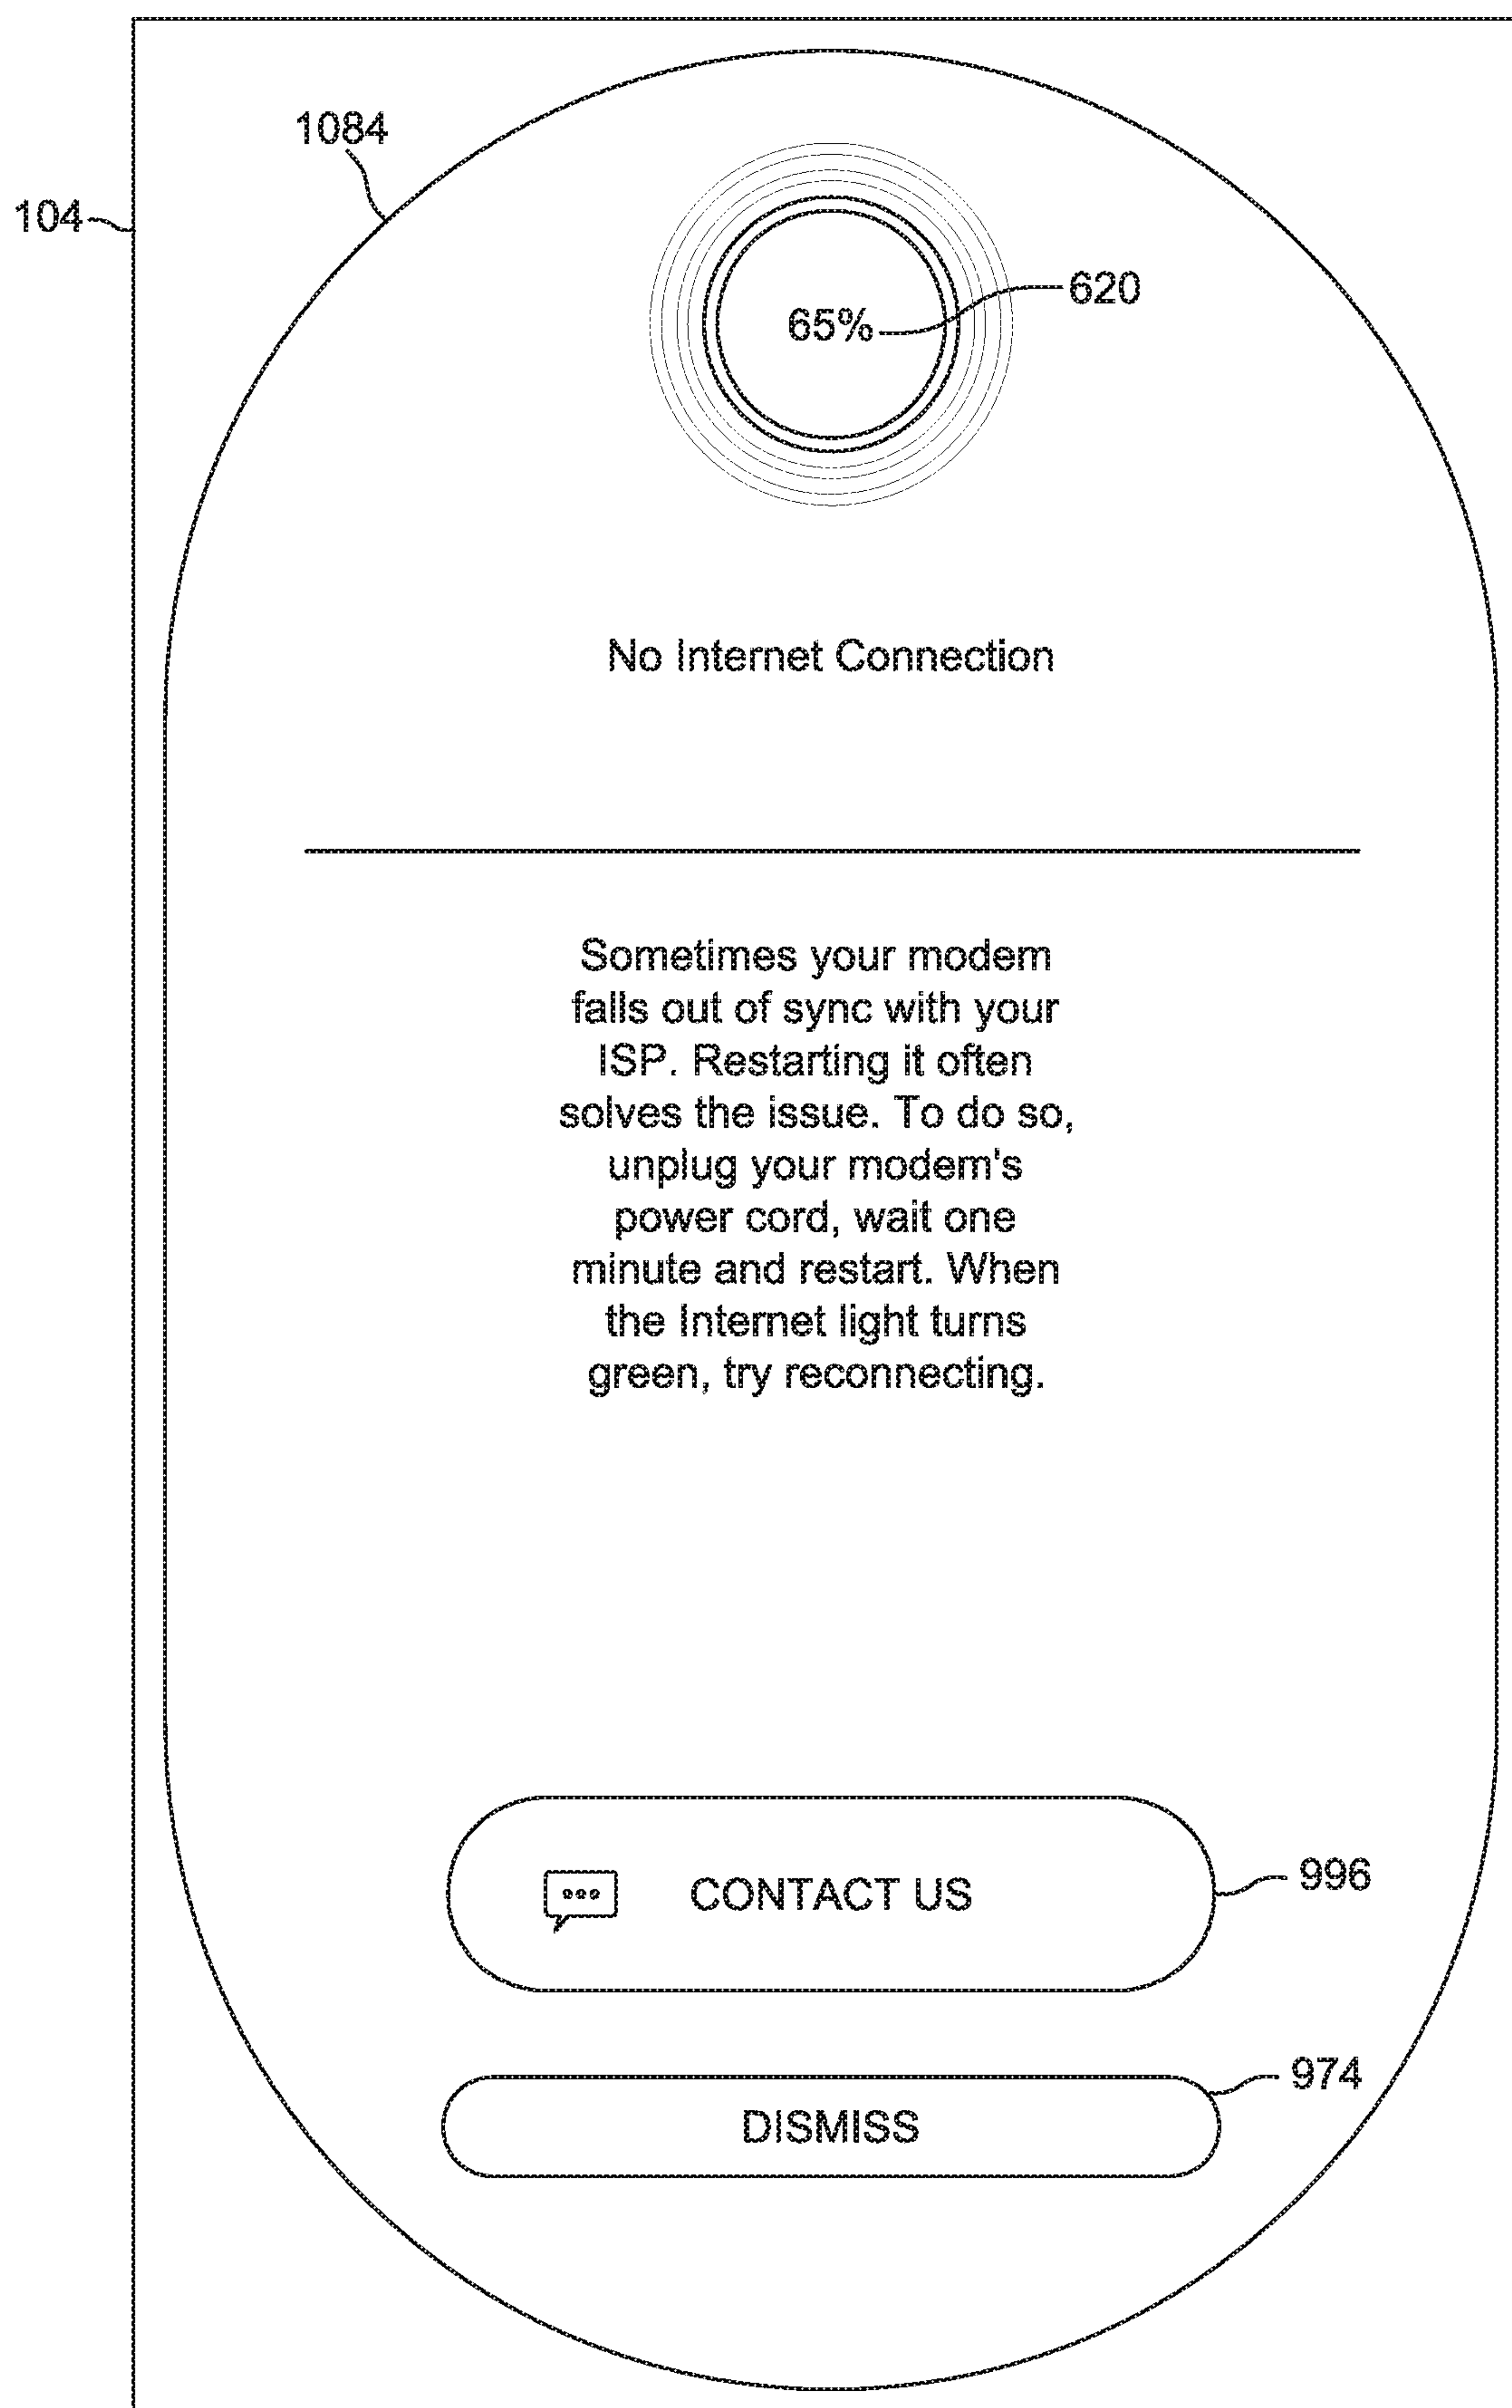 1084
104
620
65%
No Internet Connection
Sometimes your modem
falls out of sync with your
ISP. Restarting it often
solves the issue. To do so,
unplug your modem's
power cord, wait one
minute and restart. When
the Internet light turns
green, try reconnecting.
CONTACT US
996
974
DISMISS